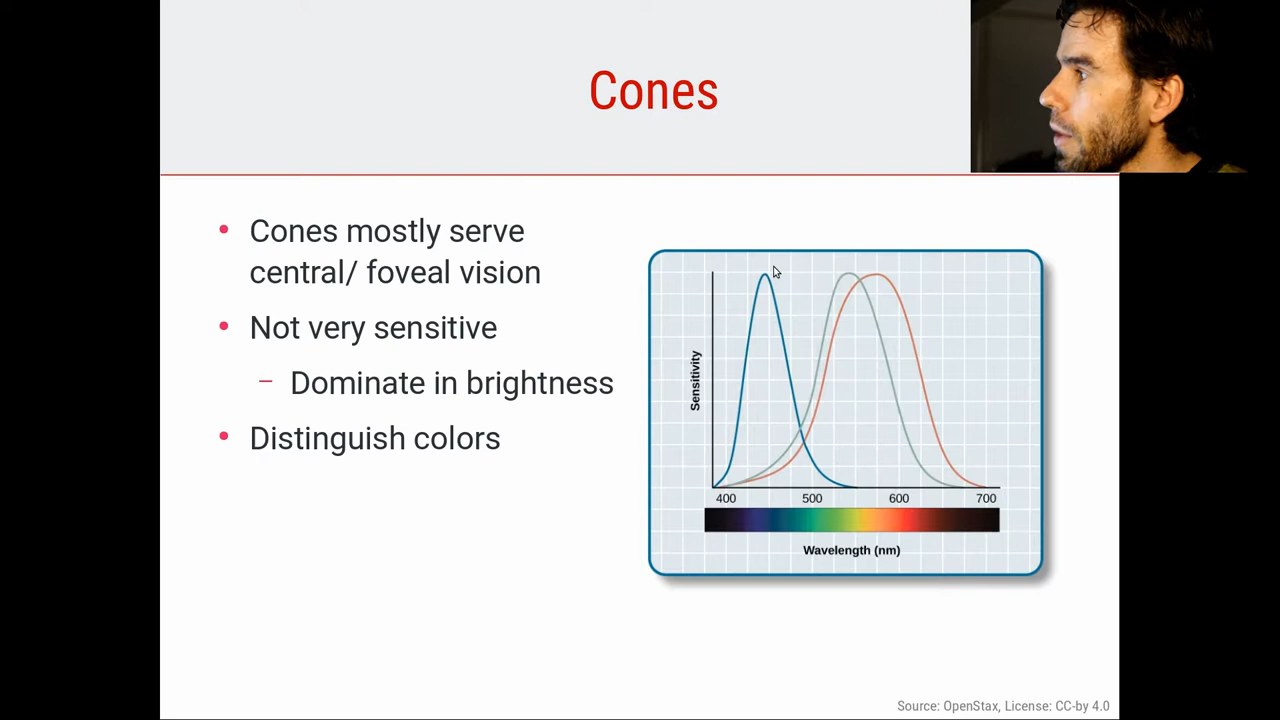 Cones
Cones mostly serve
central/ foveal vision
Not very sensitive
Dominate in brightness
Distinguish colors
Sensitivity
400 500 600 700
Wavelength (nm)
Source: OpenStax, License: CC-by 4.0